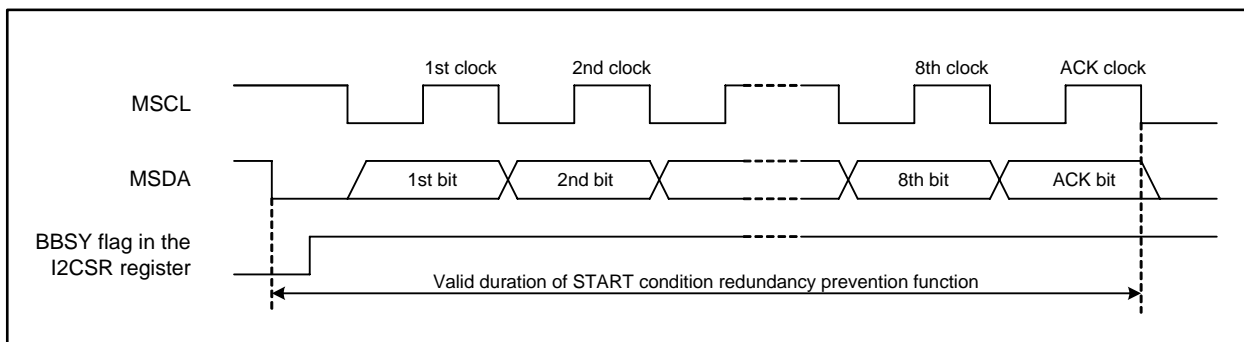 1st clock 2nd clock 8th clock ACK clock
MSCL
MSDA 1st bit 2nd bit 8th bit ACK bit
BBSY flag in the
I2CSR register
Valid duration of START condition redundancy prevention function